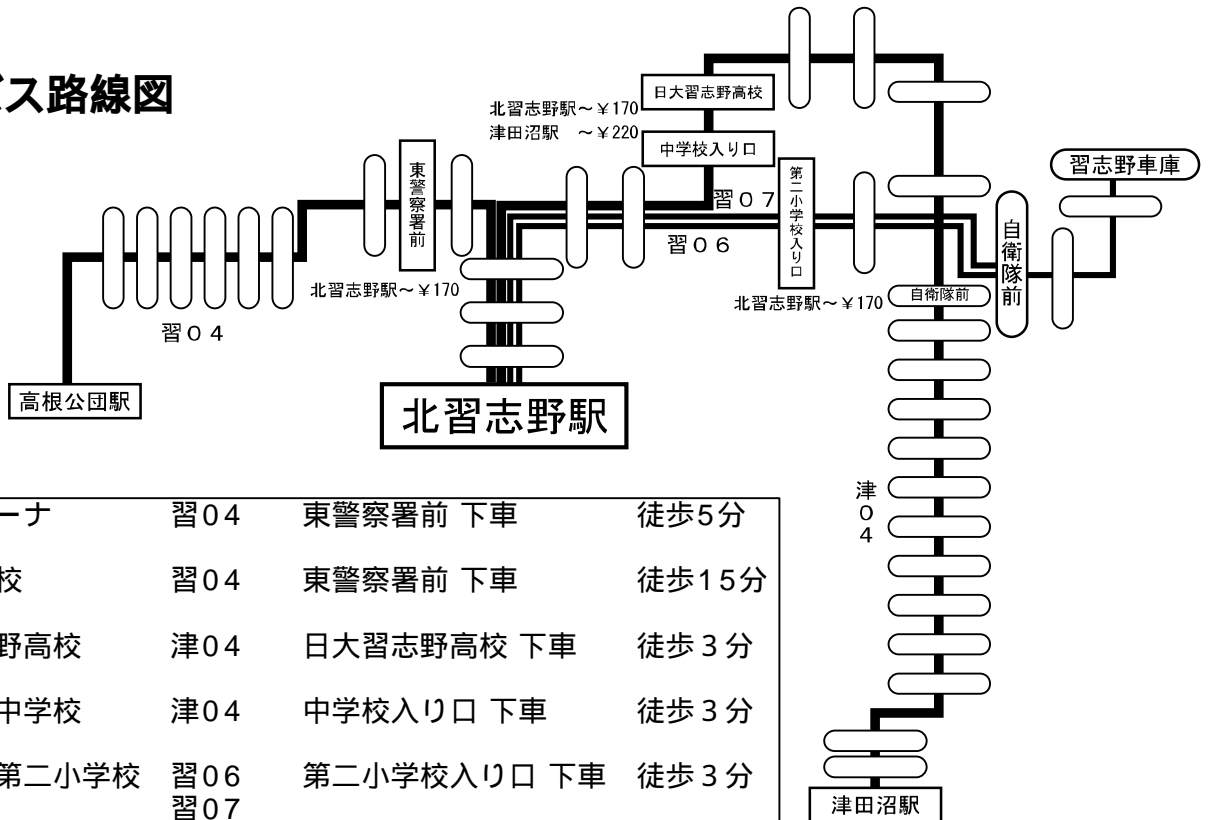 ス路線図
日大習志野高校
北習志野駅～￥170
津田沼駅　～￥220
中学校入り口
東警察署前
第二小学校入り口
習志野車庫
習０７
習０６
自衛隊前
北習志野駅～￥170
北習志野駅～￥170
自衛隊前
習０４
高根公団駅
北習志野駅
津０４
ーナ 習04 東警察署前 下車 徒歩5分
校 習04 東警察署前 下車 徒歩15分
野高校 津04 日大習志野高校 下車 徒歩３分
中学校 津04 中学校入り口 下車 徒歩３分
第二小学校 習06 第二小学校入り口 下車 徒歩３分
習07
津田沼駅